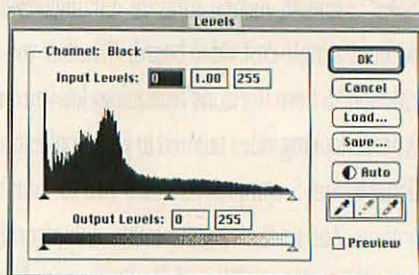 Levels
Channel: Black
Input Levels: 0 1.00 255
Output Levels: 0 255
OK
Cancel
Load...
Save...
Auto
Preview